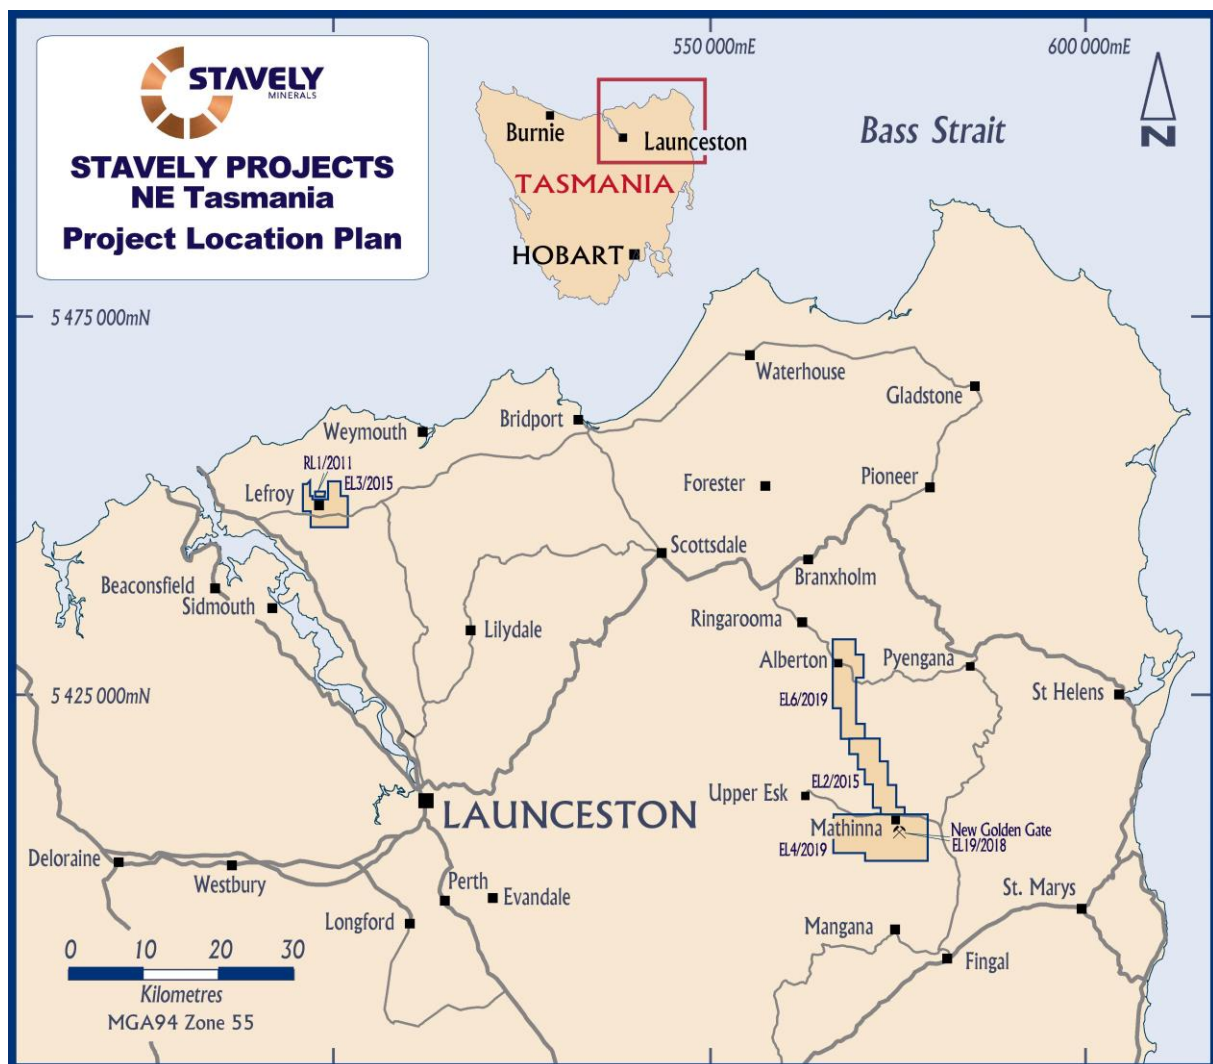 STAVELY
MINERALS
STAVELY PROJECTS
NE Tasmania
Project Location Plan
550 000mE
600 000mE
Burnie
Launceston
TASMANIA
HOBART
Bass Strait
N
5 475 000mN
Waterhouse
Gladstone
Bridport
Weymouth
RL1/2011
EL3/2015
Lefroy
Forester
Pioneer
Scottsdale
Branxholm
Beaconsfield
Sidmouth
Lilydale
Ringarooma
Alberton
Pyengana
5 425 000mN
EL6/2019
St Helens
EL2/2015
Upper Esk
LAUNCESTON
Mathinna
New Golden Gate
EL19/2018
EL4/2019
Deloraine
Westbury
Perth
Evandale
St. Marys
Longford
Mangana
Fingal
0 10 20 30
Kilometres
MGA94 Zone 55